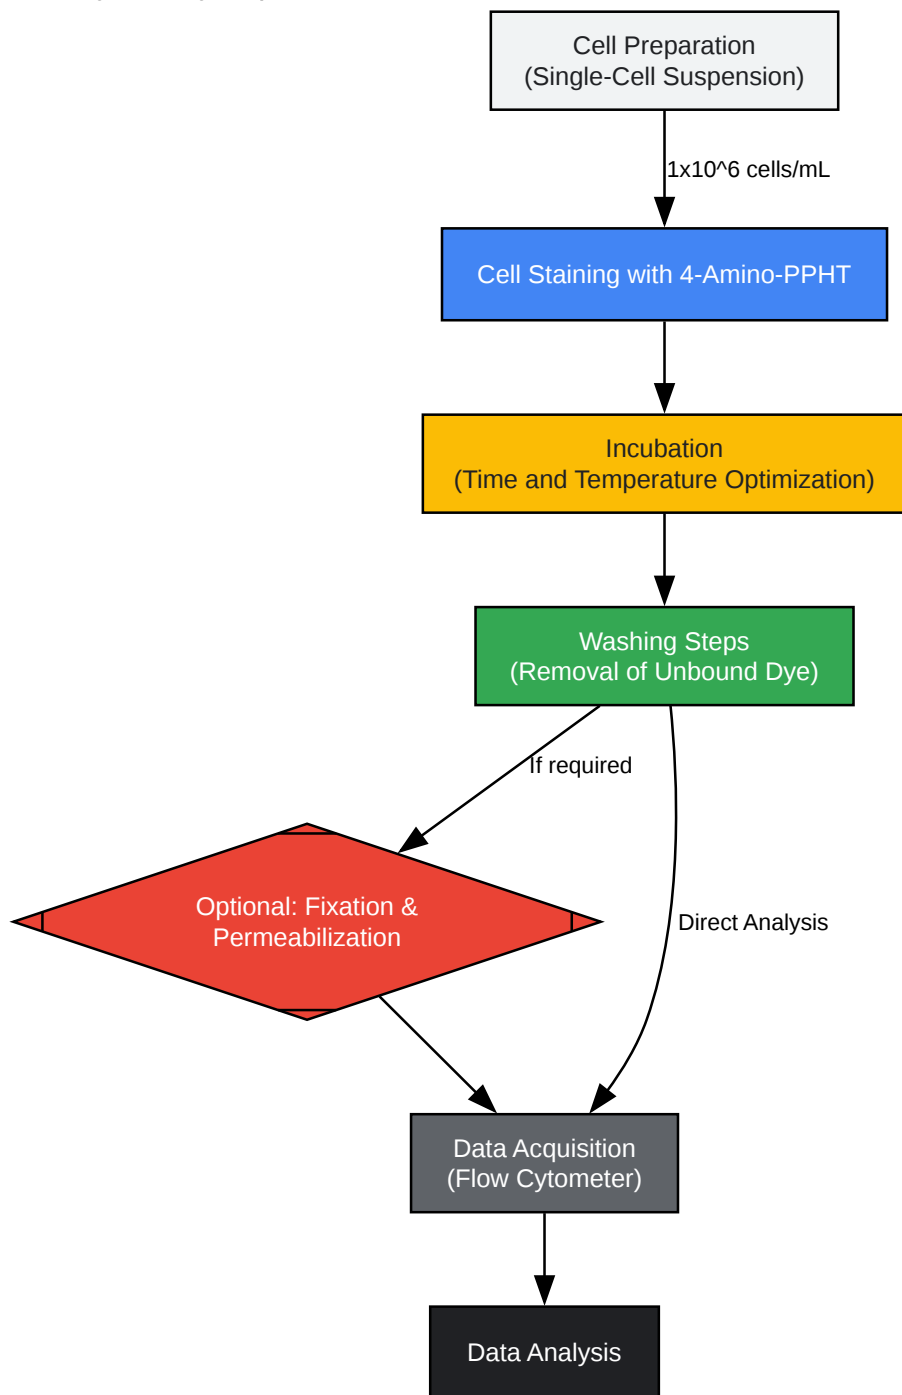 Cell Preparation
(Single-Cell Suspension)
1x10^6 cells/mL
Cell Staining with 4-Amino-PPHT
Incubation
(Time and Temperature Optimization)
Washing Steps
(Removal of Unbound Dye)
If required
Optional: Fixation &
Permeabilization
Direct Analysis
Data Acquisition
(Flow Cytometer)
Data Analysis